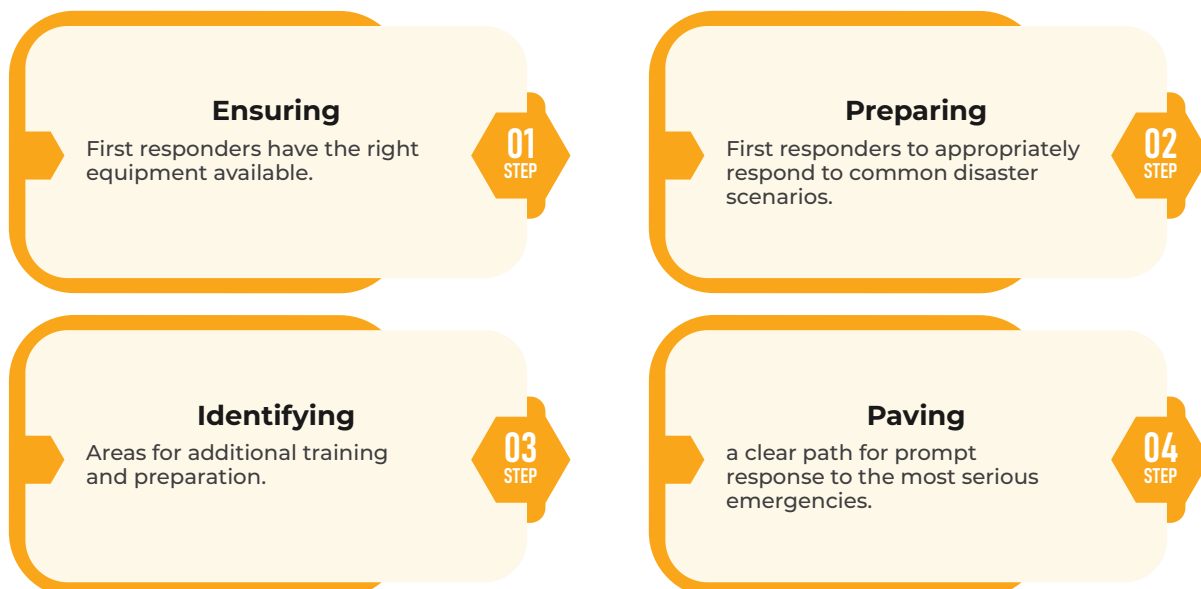 Ensuring
First responders have the right
equipment available.
01
STEP
Preparing
First responders to appropriately
respond to common disaster
scenarios.
02
STEP
Identifying
Areas for additional training
and preparation.
03
STEP
Paving
a clear path for prompt
response to the most serious
emergencies.
04
STEP